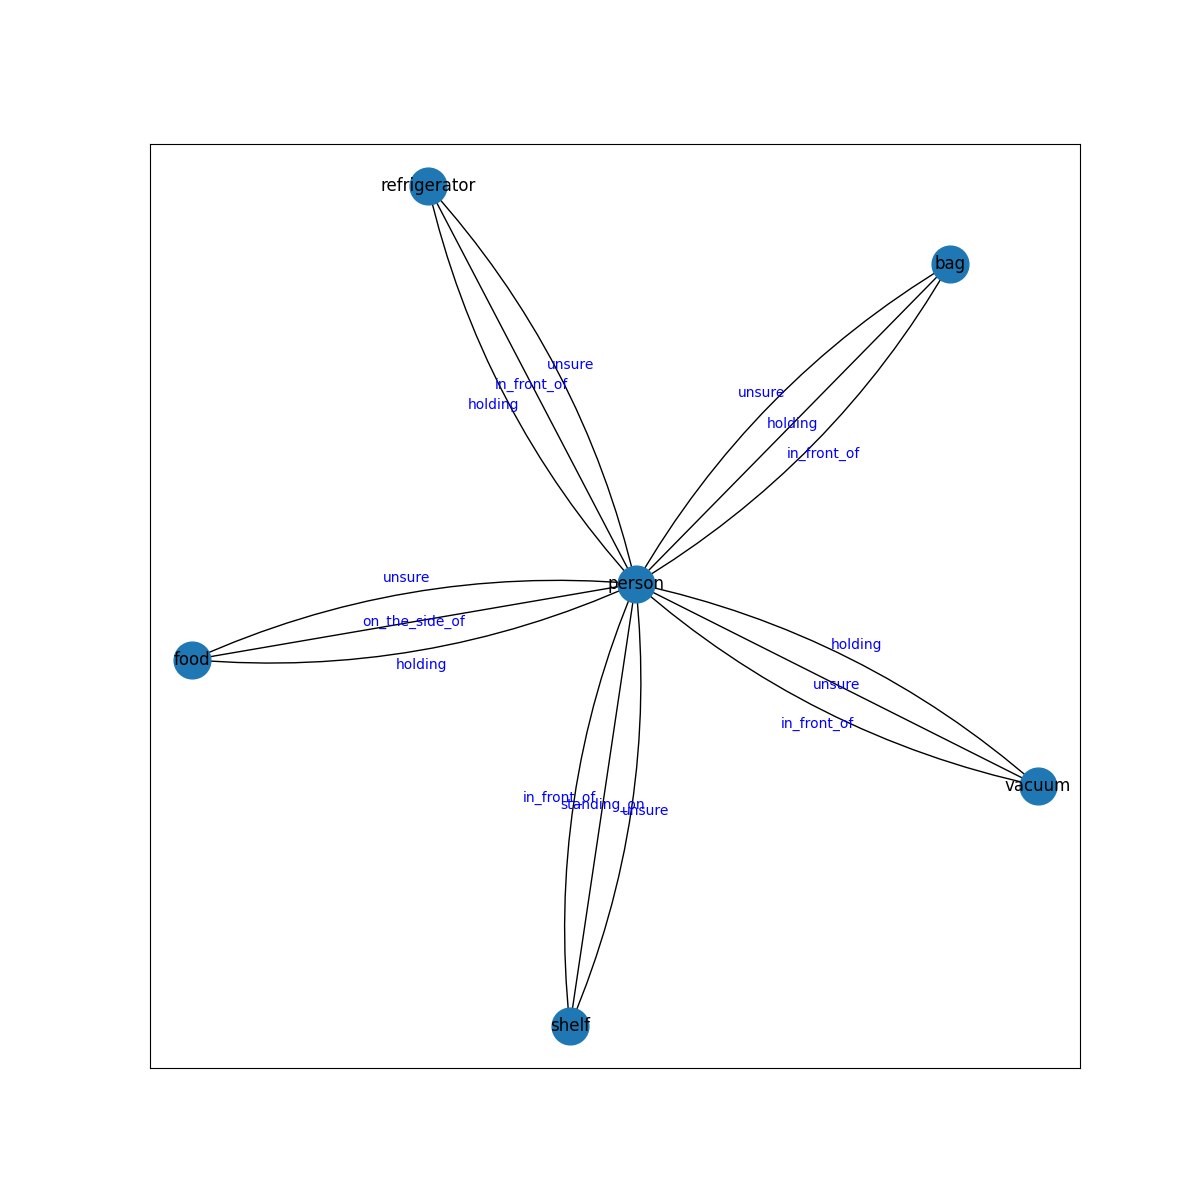 refrigerator
bag
unsure
in_front_of
holding
unsure
holding
in_front_of
person
unsure
on_the_side_of
holding
food
holding
unsure
in_front_of
vacuum
in_front_of
standing_on
unsure
shelf